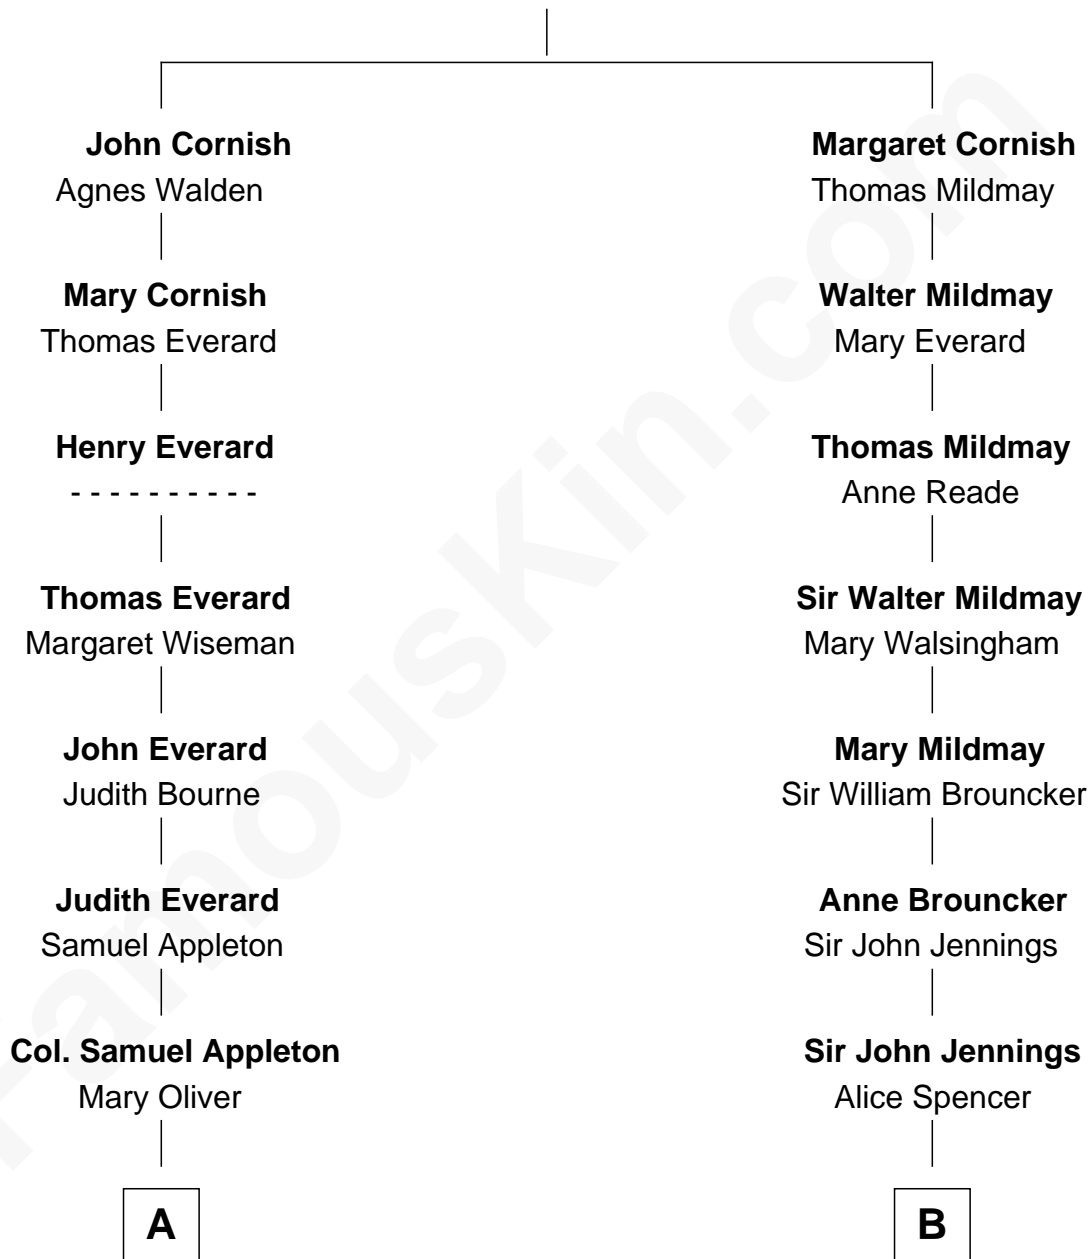 John Cornish
Agnes Walden
Mary Cornish
Thomas Everard
Henry Everard
- - - - - - - - - -
Thomas Everard
Margaret Wiseman
John Everard
Judith Bourne
Judith Everard
Samuel Appleton
Col. Samuel Appleton
Mary Oliver
A
Margaret Cornish
Thomas Mildmay
Walter Mildmay
Mary Everard
Thomas Mildmay
Anne Reade
Sir Walter Mildmay
Mary Walsingham
Mary Mildmay
Sir William Brouncker
Anne Brouncker
Sir John Jennings
Sir John Jennings
Alice Spencer
B
FamousKin.com